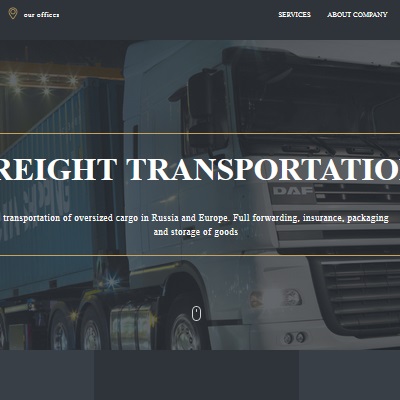 our offices
SERVICES
ABOUT COMPANY
REIGHT TRANSPORTATIO
DAF
transportation of oversized cargo in Russia and Europe. Full forwarding, insurance, packaging
and storage of goods